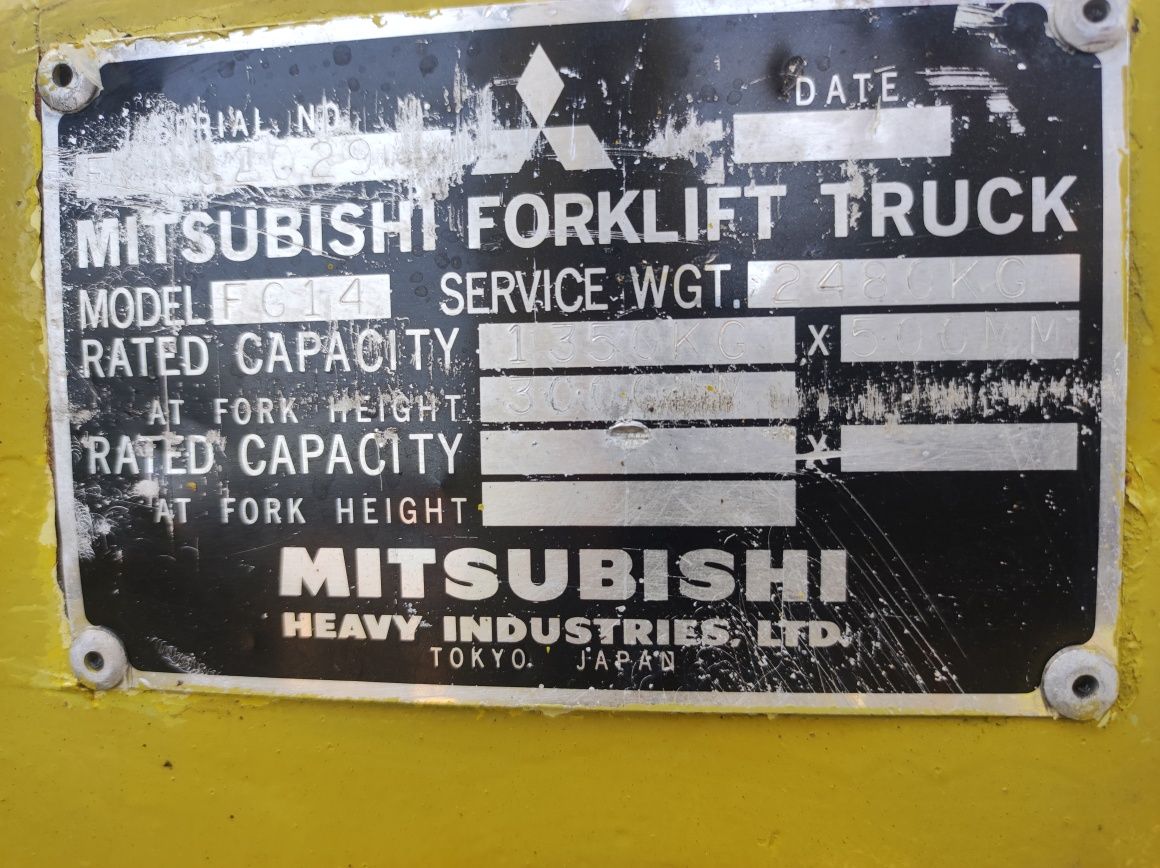 SERIAL NO. DATE
MITSUBISHI FORKLIFT TRUCK
MODEL FG14 SERVICE WGT. 2480KG
RATED CAPACITY 1350KG X 500MM
AT FORK HEIGHT 3000MM
RATED CAPACITY X
AT FORK HEIGHT
MITSUBISHI
HEAVY INDUSTRIES, LTD.
TOKYO JAPAN